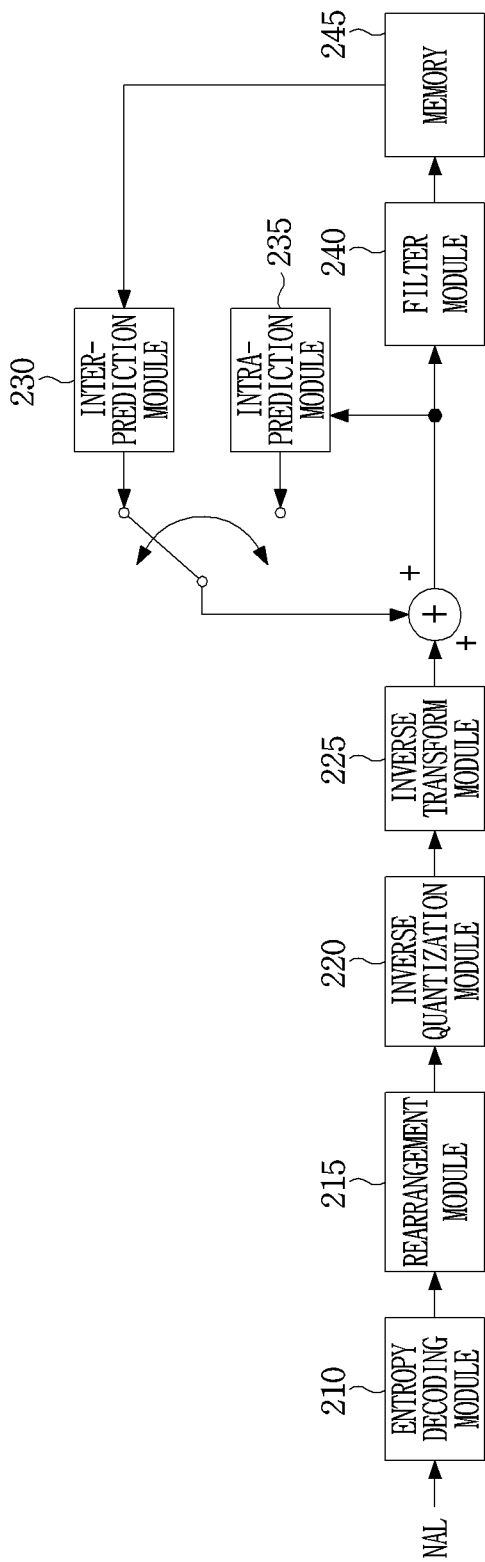 NAL
210
ENTROPY
DECODING
MODULE
215
REARRANGEMENT
MODULE
220
INVERSE
QUANTIZATION
MODULE
225
INVERSE
TRANSFORM
MODULE
+
+
+
230
INTER-
PREDICTION
MODULE
235
INTRA-
PREDICTION
MODULE
240
FILTER
MODULE
245
MEMORY